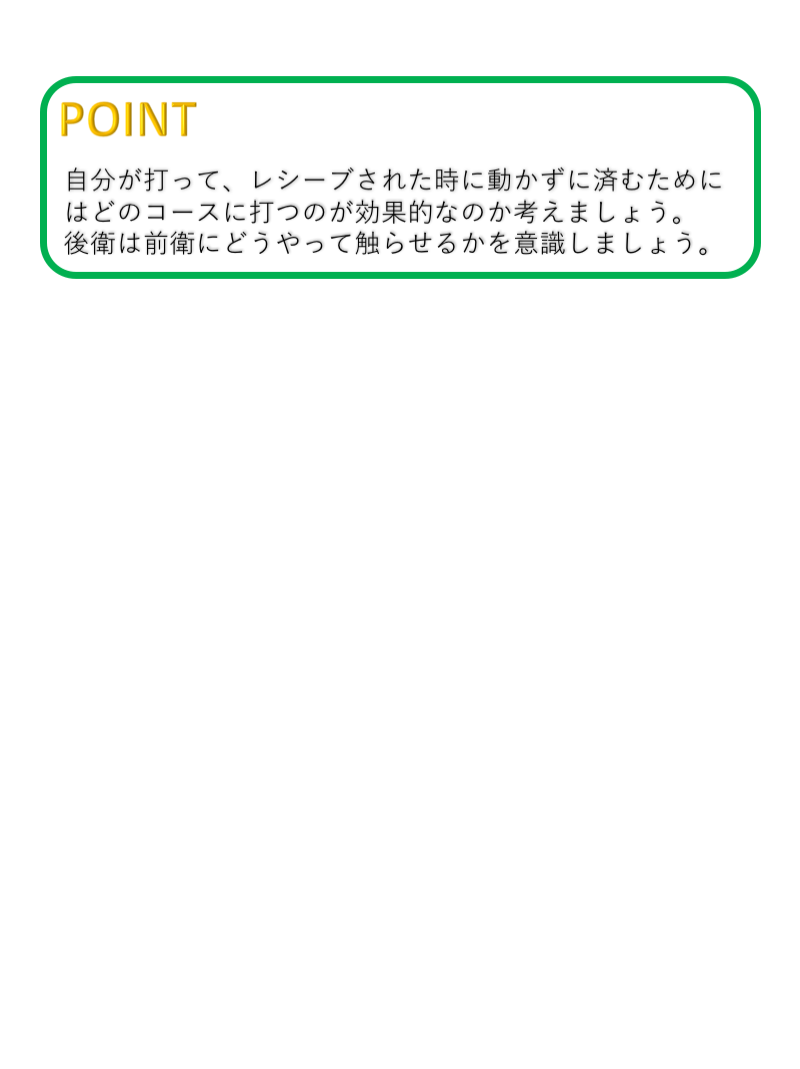 POINT
自分が打って、レシーブされた時に動かずに済むために
はどのコースに打つのが効果的なのか考えましょう。
後衛は前衛にどうやって触らせるかを意識しましょう。